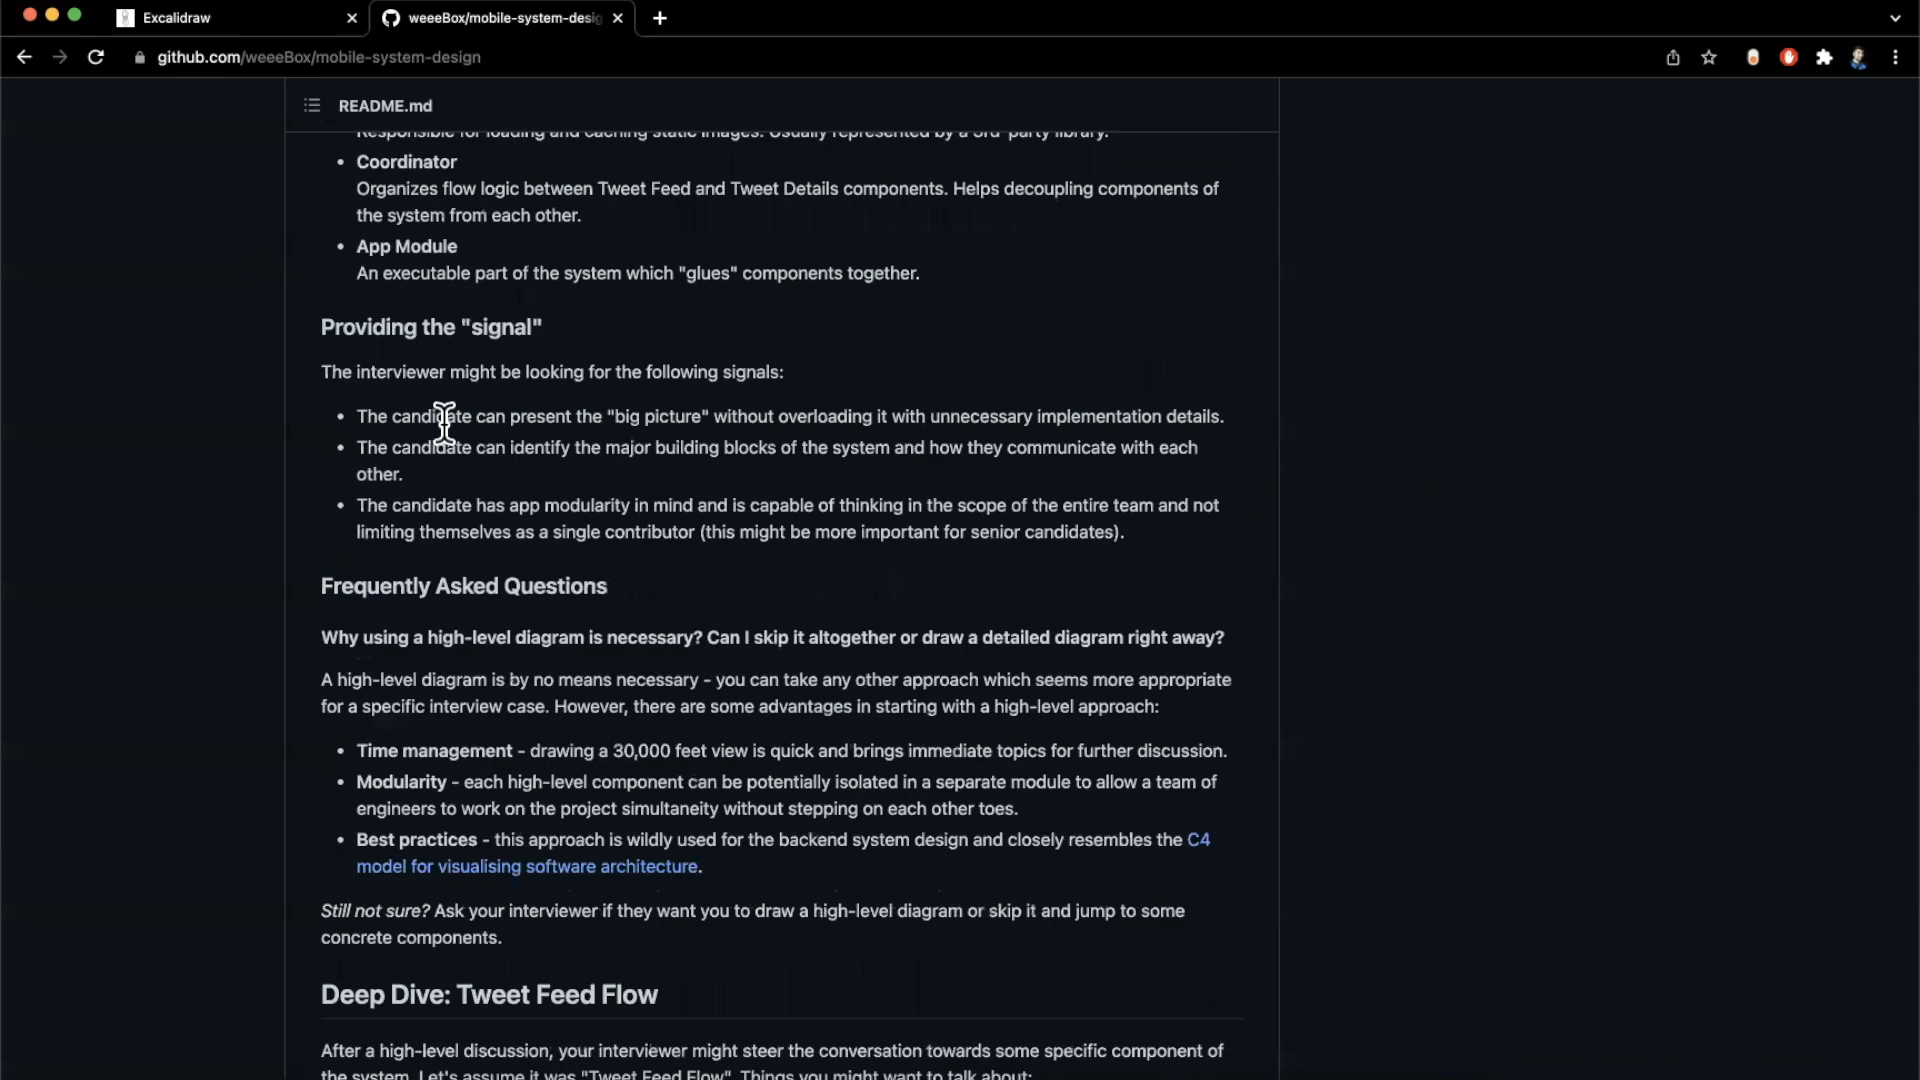 Excalidraw
weeeBox/mobile-system-desig
github.com/weeeBox/mobile-system-design
README.md
Responsible for loading and caching static images. Usually represented by a 3rd-party library.
• Coordinator
Organizes flow logic between Tweet Feed and Tweet Details components. Helps decoupling components of
the system from each other.
• App Module
An executable part of the system which "glues" components together.
Providing the "signal"
The interviewer might be looking for the following signals:
• The candidate can present the "big picture" without overloading it with unnecessary implementation details.
• The candidate can identify the major building blocks of the system and how they communicate with each
other.
• The candidate has app modularity in mind and is capable of thinking in the scope of the entire team and not
limiting themselves as a single contributor (this might be more important for senior candidates).
Frequently Asked Questions
Why using a high-level diagram is necessary? Can I skip it altogether or draw a detailed diagram right away?
A high-level diagram is by no means necessary - you can take any other approach which seems more appropriate
for a specific interview case. However, there are some advantages in starting with a high-level approach:
• Time management - drawing a 30,000 feet view is quick and brings immediate topics for further discussion.
• Modularity - each high-level component can be potentially isolated in a separate module to allow a team of
engineers to work on the project simultaneity without stepping on each other toes.
• Best practices - this approach is wildly used for the backend system design and closely resembles the C4
model for visualising software architecture.
Still not sure? Ask your interviewer if they want you to draw a high-level diagram or skip it and jump to some
concrete components.
Deep Dive: Tweet Feed Flow
After a high-level discussion, your interviewer might steer the conversation towards some specific component of
the system. Let's assume it was "Tweet Feed Flow". Things you might want to talk about: